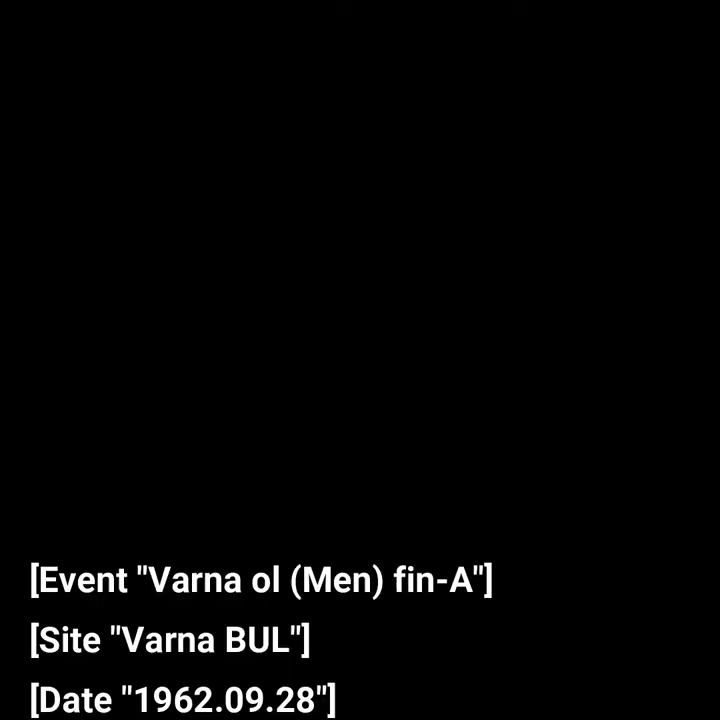 [Event "Varna ol (Men) fin-A"]
[Site "Varna BUL"]
[Date "1962.09.28"]